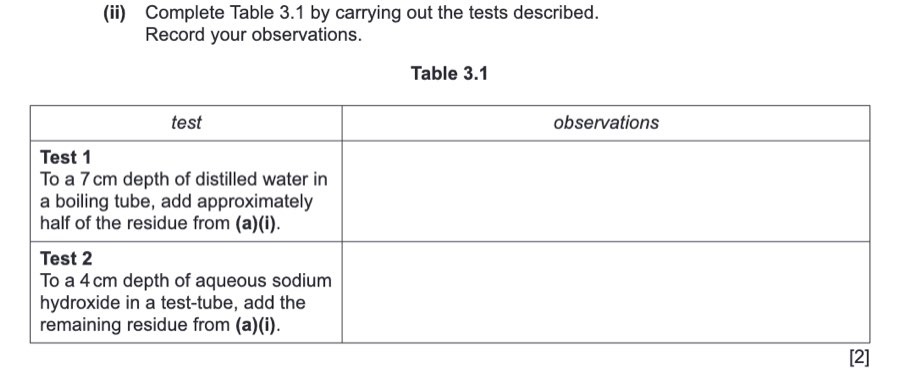 (ii) Complete Table 3.1 by carrying out the tests described.
Record your observations.
Table 3.1
test
observations
Test 1
To a 7 cm depth of distilled water in
a boiling tube, add approximately
half of the residue from (a)(i).
Test 2
To a 4 cm depth of aqueous sodium
hydroxide in a test-tube, add the
remaining residue from (a)(i).
[2]